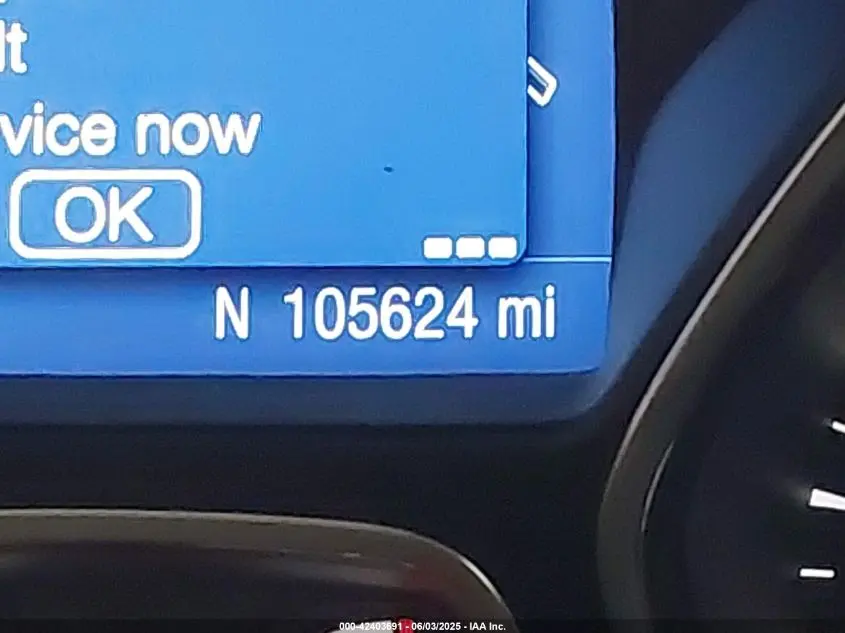 lt
vice now
OK
N 105624 mi
000-42403691 - 06/03/2025 - IAA Inc.